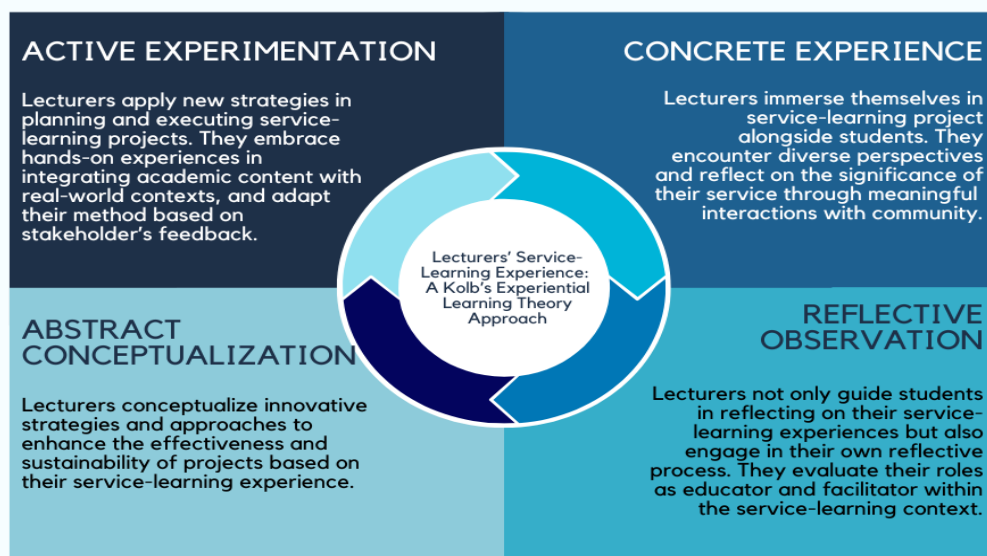 ACTIVE EXPERIMENTATION
Lecturers apply new strategies in
planning and executing service-
learning projects. They embrace
hands-on experiences in
integrating academic content with
real-world contexts, and adapt
their method based on
stakeholder's feedback.
CONCRETE EXPERIENCE
Lecturers immerse themselves in
service-learning project
alongside students. They
encounter diverse perspectives
and reflect on the significance of
their service through meaningful
interactions with community.
Lecturers' Service-
Learning Experience:
A Kolb's Experiential
Learning Theory
Approach
ABSTRACT
CONCEPTUALIZATION
Lecturers conceptualize innovative
strategies and approaches to
enhance the effectiveness and
sustainability of projects based on
their service-learning experience.
REFLECTIVE
OBSERVATION
Lecturers not only guide students
in reflecting on their service-
learning experiences but also
engage in their own reflective
process. They evaluate their roles
as educator and facilitator within
the service-learning context.